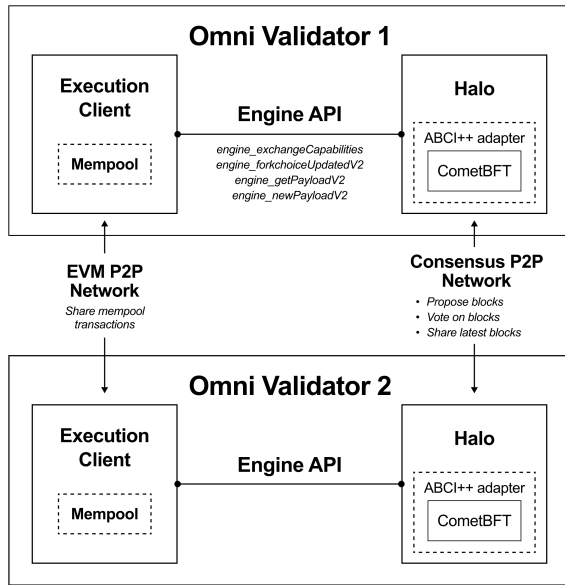 Omni Validator 1
Execution
Client
Mempool
Engine API
engine_exchangeCapabilities
engine_forkchoiceUpdatedV2
engine_getPayloadV2
engine_newPayloadV2
Halo
ABCI++ adapter
CometBFT
EVM P2P
Network
Share mempool
transactions
Consensus P2P
Network
• Propose blocks
• Vote on blocks
• Share latest blocks
Omni Validator 2
Execution
Client
Mempool
Engine API
Halo
ABCI++ adapter
CometBFT